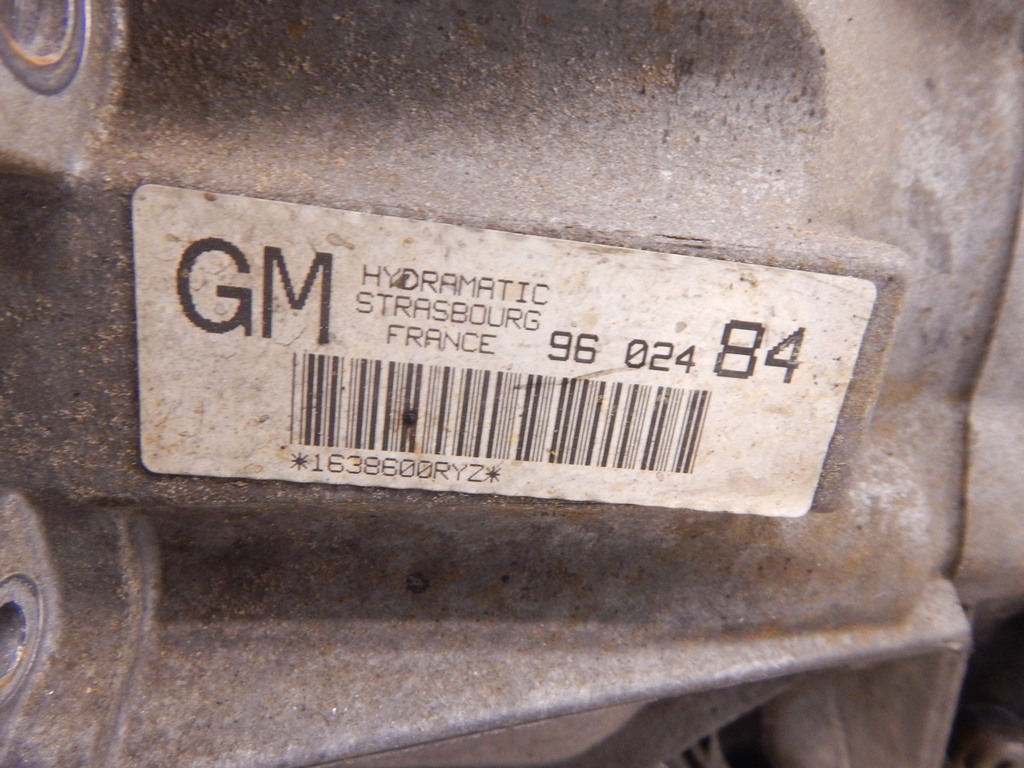 GM
HYDRAMATIC
STRASBOURG
FRANCE
96 024 84
*1638600RYZ*